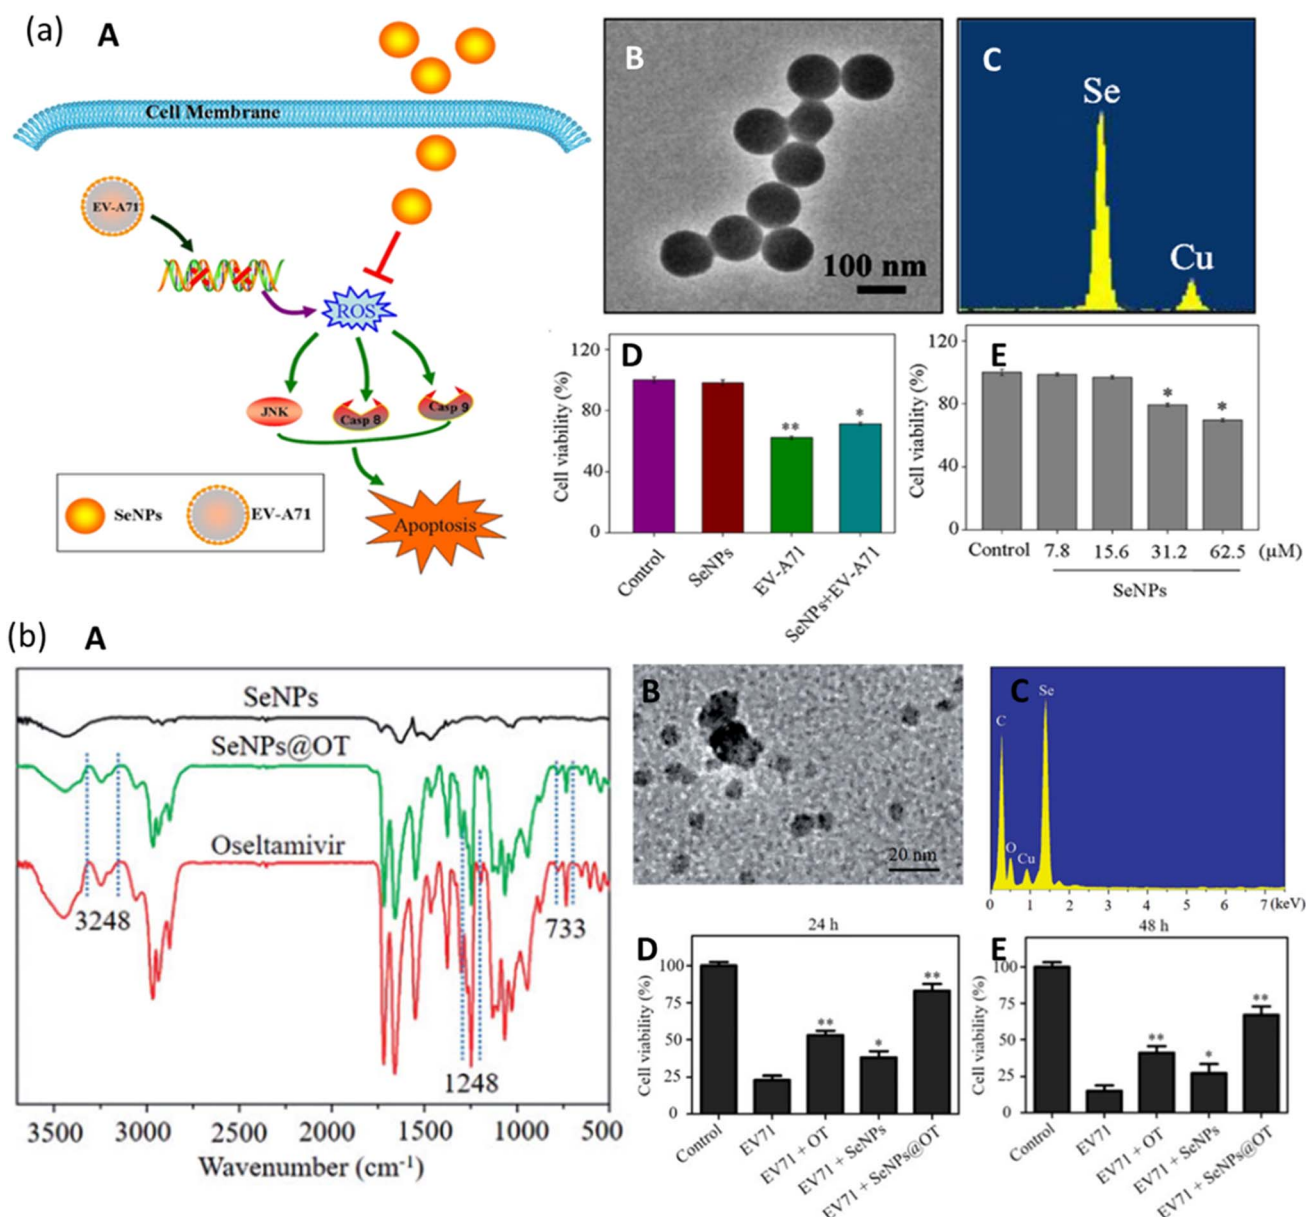 (a) A
Cell Membrane
EV-A71
ROS
JNK
Casp 8
Casp 9
SeNPs
EV-A71
Apoptosis
B
100 nm
C
Se
Cu
D
Cell viability (%)
120
80
40
0
**
*
Control
SeNPs
EV-A71
SeNPs+EV-A71
E
Cell viability (%)
120
80
40
0
*
*
Control 7.8 15.6 31.2 62.5 (μM)
SeNPs
(b) A
SeNPs
SeNPs@OT
Oseltamivir
3248
733
1248
3500 3000 2500 2000 1500 1000 500
Wavenumber (cm⁻¹)
B
20 nm
C
C
O
Cu
Se
0 1 2 3 4 5 6 7 (keV)
24 h
D
Cell viability (%)
100
75
50
25
0
**
*
**
Control
EV71
EV71 + OT
EV71 + SeNPs
EV71 + SeNPs@OT
48 h
E
Cell viability (%)
100
75
50
25
0
**
*
**
Control
EV71
EV71 + OT
EV71 + SeNPs
EV71 + SeNPs@OT